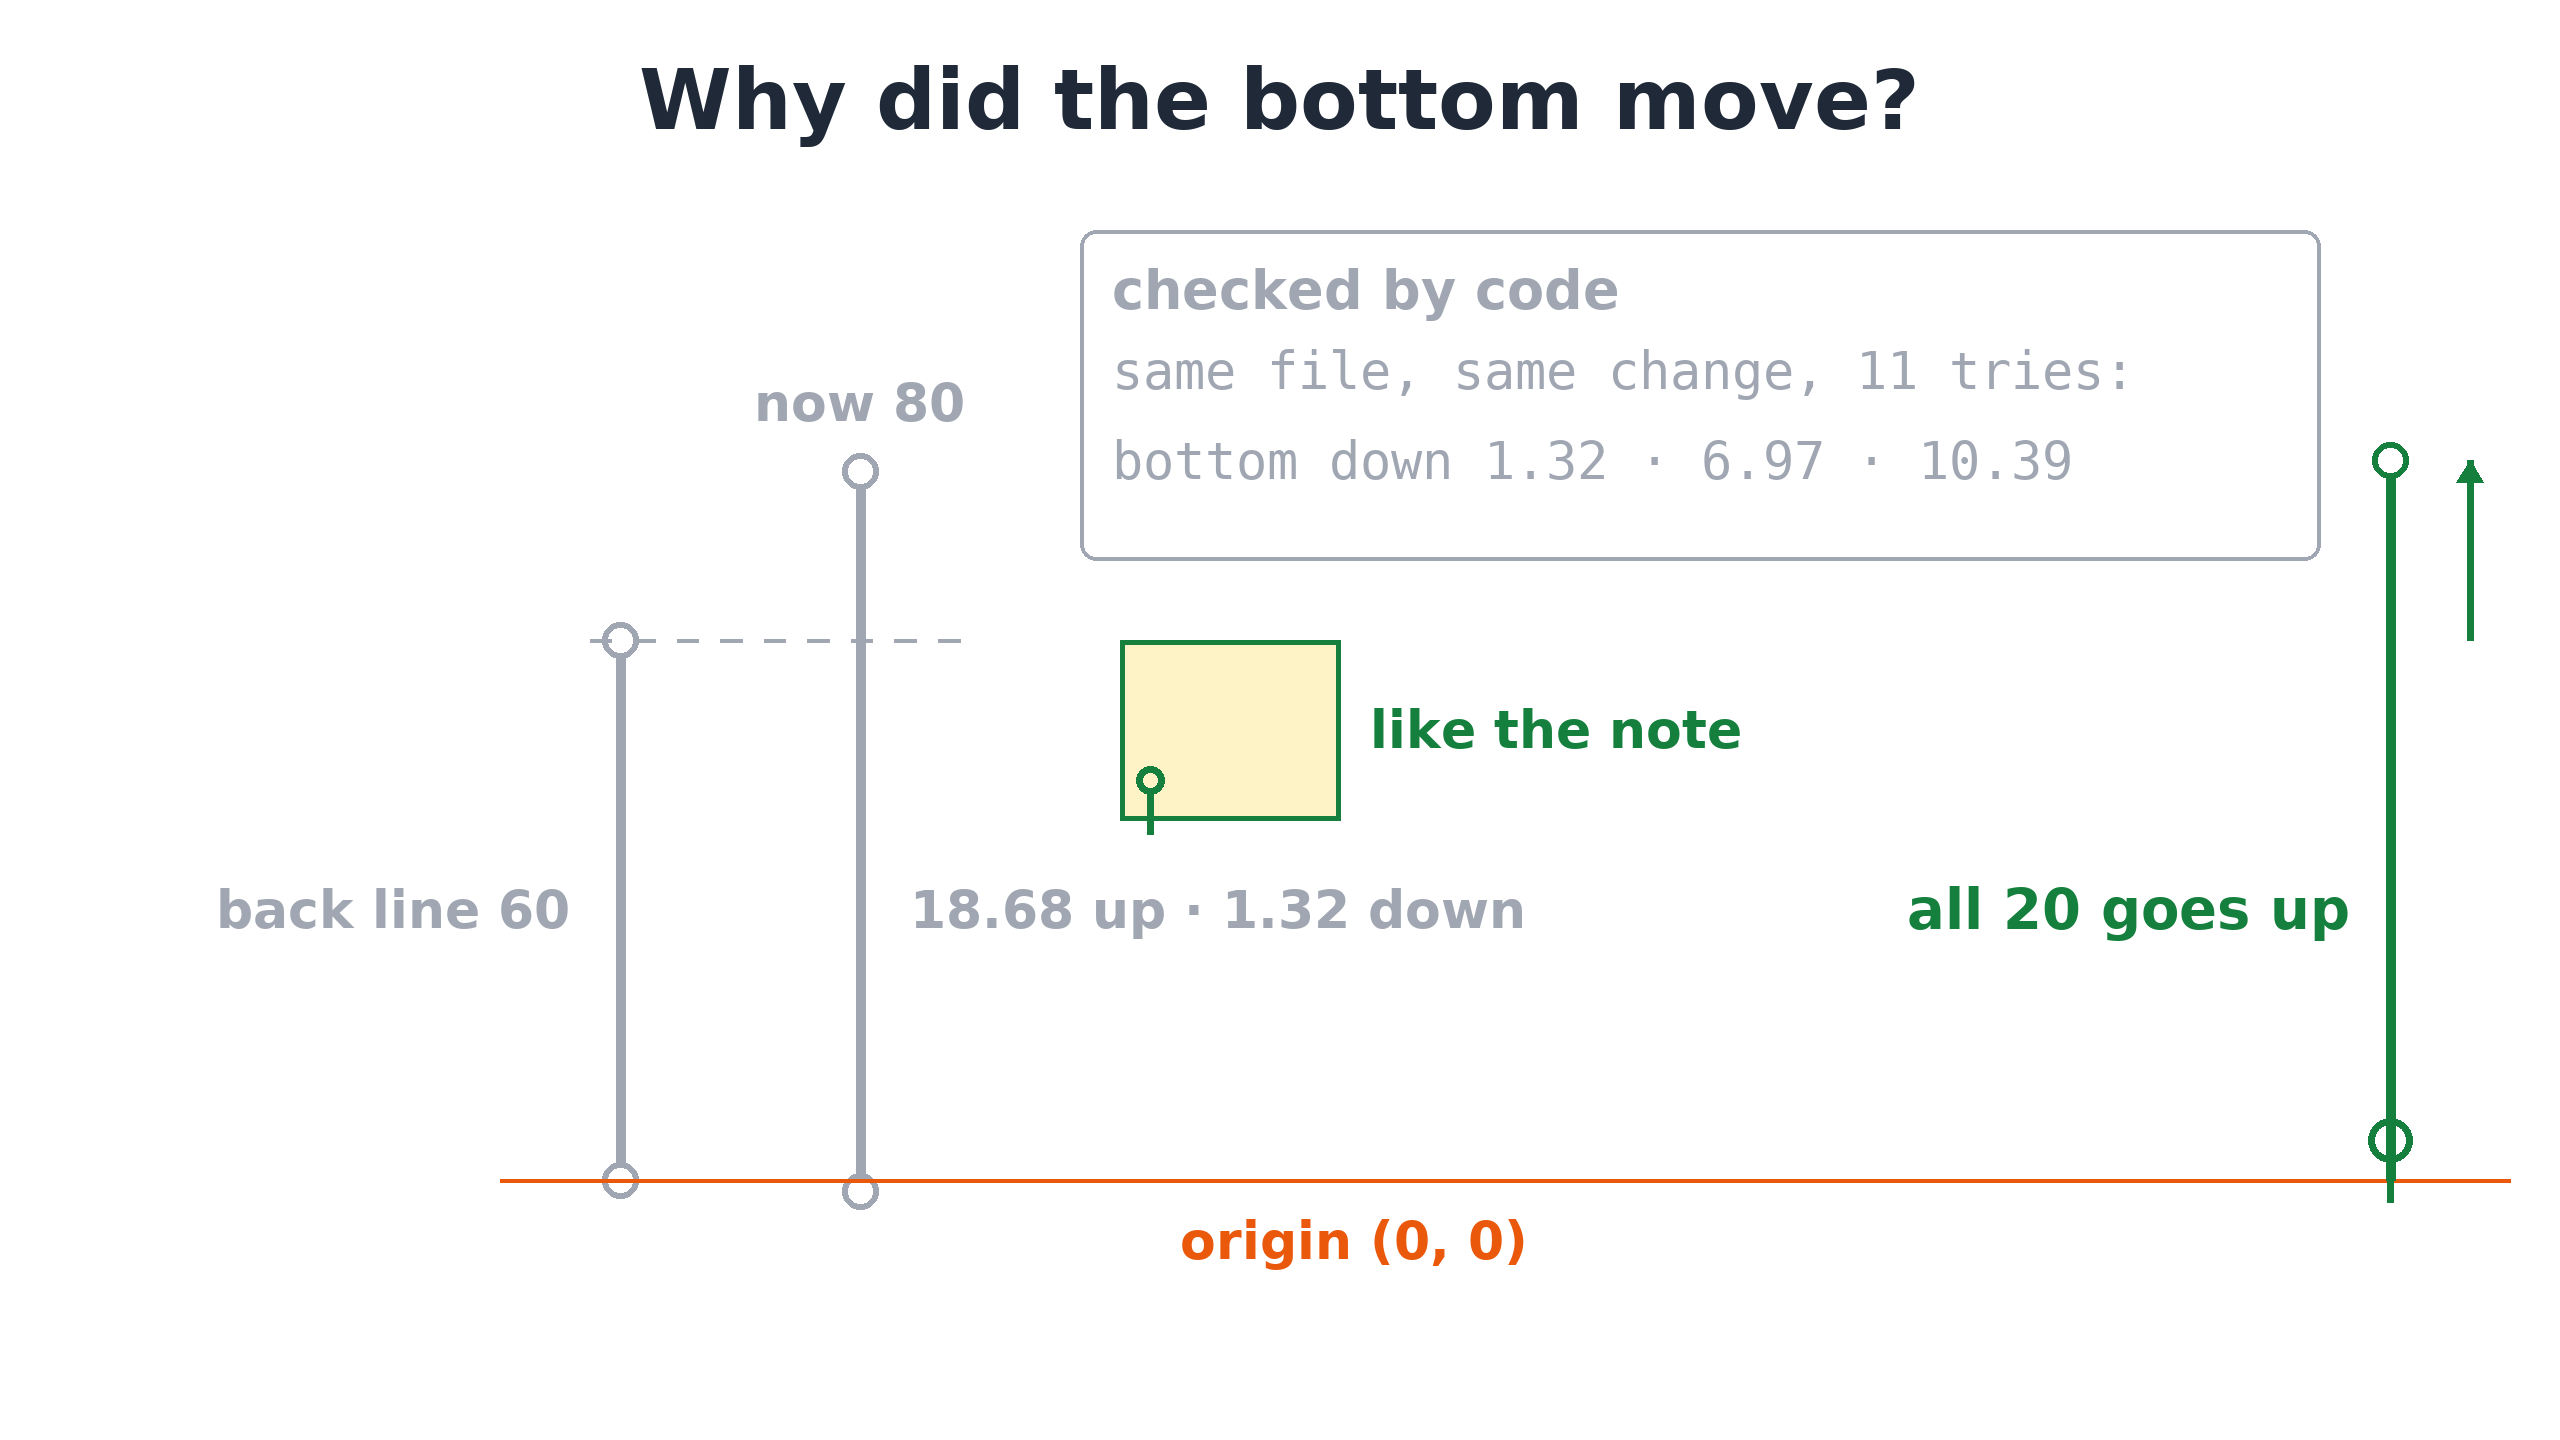 Why did the bottom move?
checked by code
same file, same change, 11 tries:
bottom down 1.32 · 6.97 · 10.39
now 80
like the note
back line 60
18.68 up · 1.32 down
all 20 goes up
origin (0, 0)